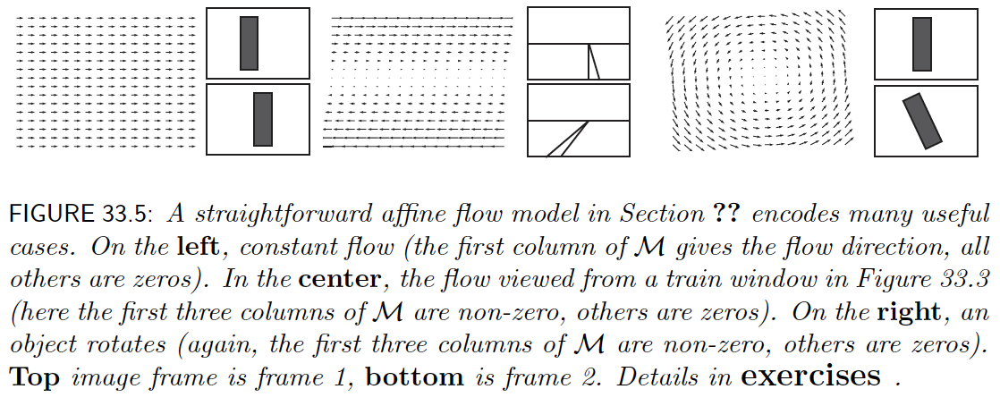 FIGURE 33.5: A straightforward affine flow model in Section ?? encodes many useful
cases. On the left, constant flow (the first column of M gives the flow direction, all
others are zeros). In the center, the flow viewed from a train window in Figure 33.3
(here the first three columns of M are non-zero, others are zeros). On the right, an
object rotates (again, the first three columns of M are non-zero, others are zeros).
Top image frame is frame 1, bottom is frame 2. Details in exercises .